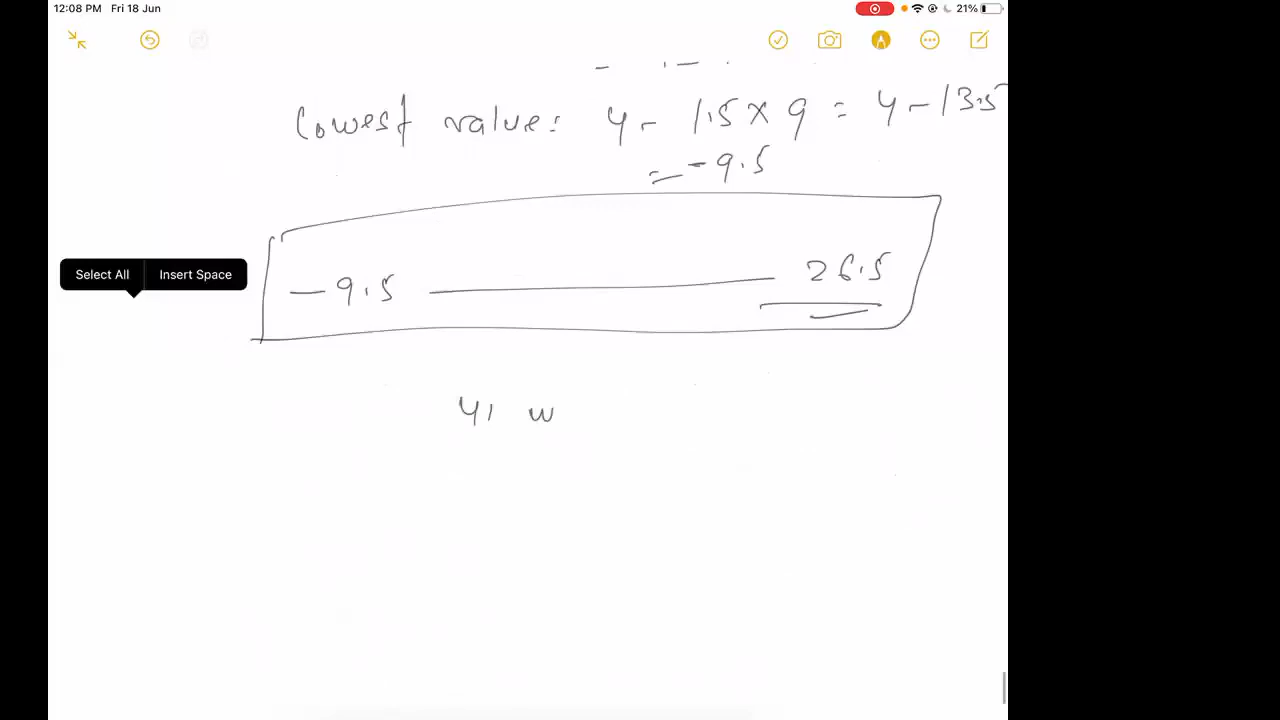 12:08 PM Fri 18 Jun 21%
lowest value: 4 - 1.5 × 9 = 4 - 13.5
= -9.5
Select All Insert Space
-9.5 26.5
41 w